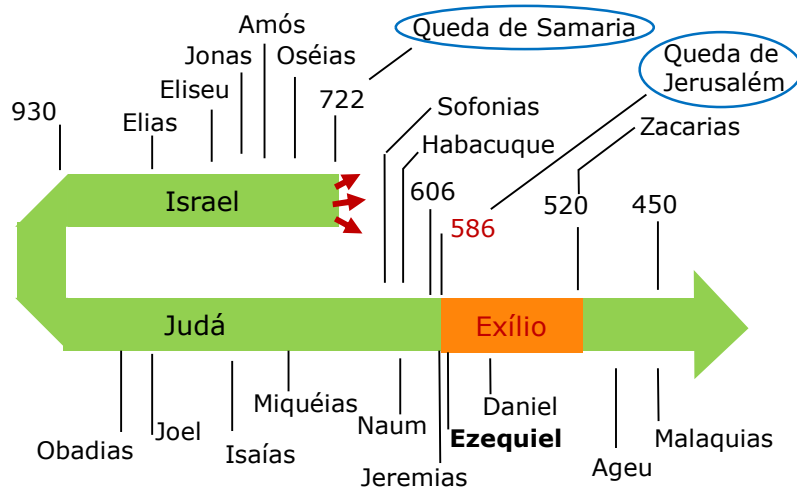 Amós
Queda de Samaria
Jonas
Oséias
Queda de
Jerusalém
Eliseu
722
930
Elias
Sofonias
Zacarias
Habacuque
Israel
606
520
450
586
Judá
Exílio
Miquéias
Daniel
Joel
Naum
Ezequiel
Malaquias
Obadias
Isaías
Jeremias
Ageu